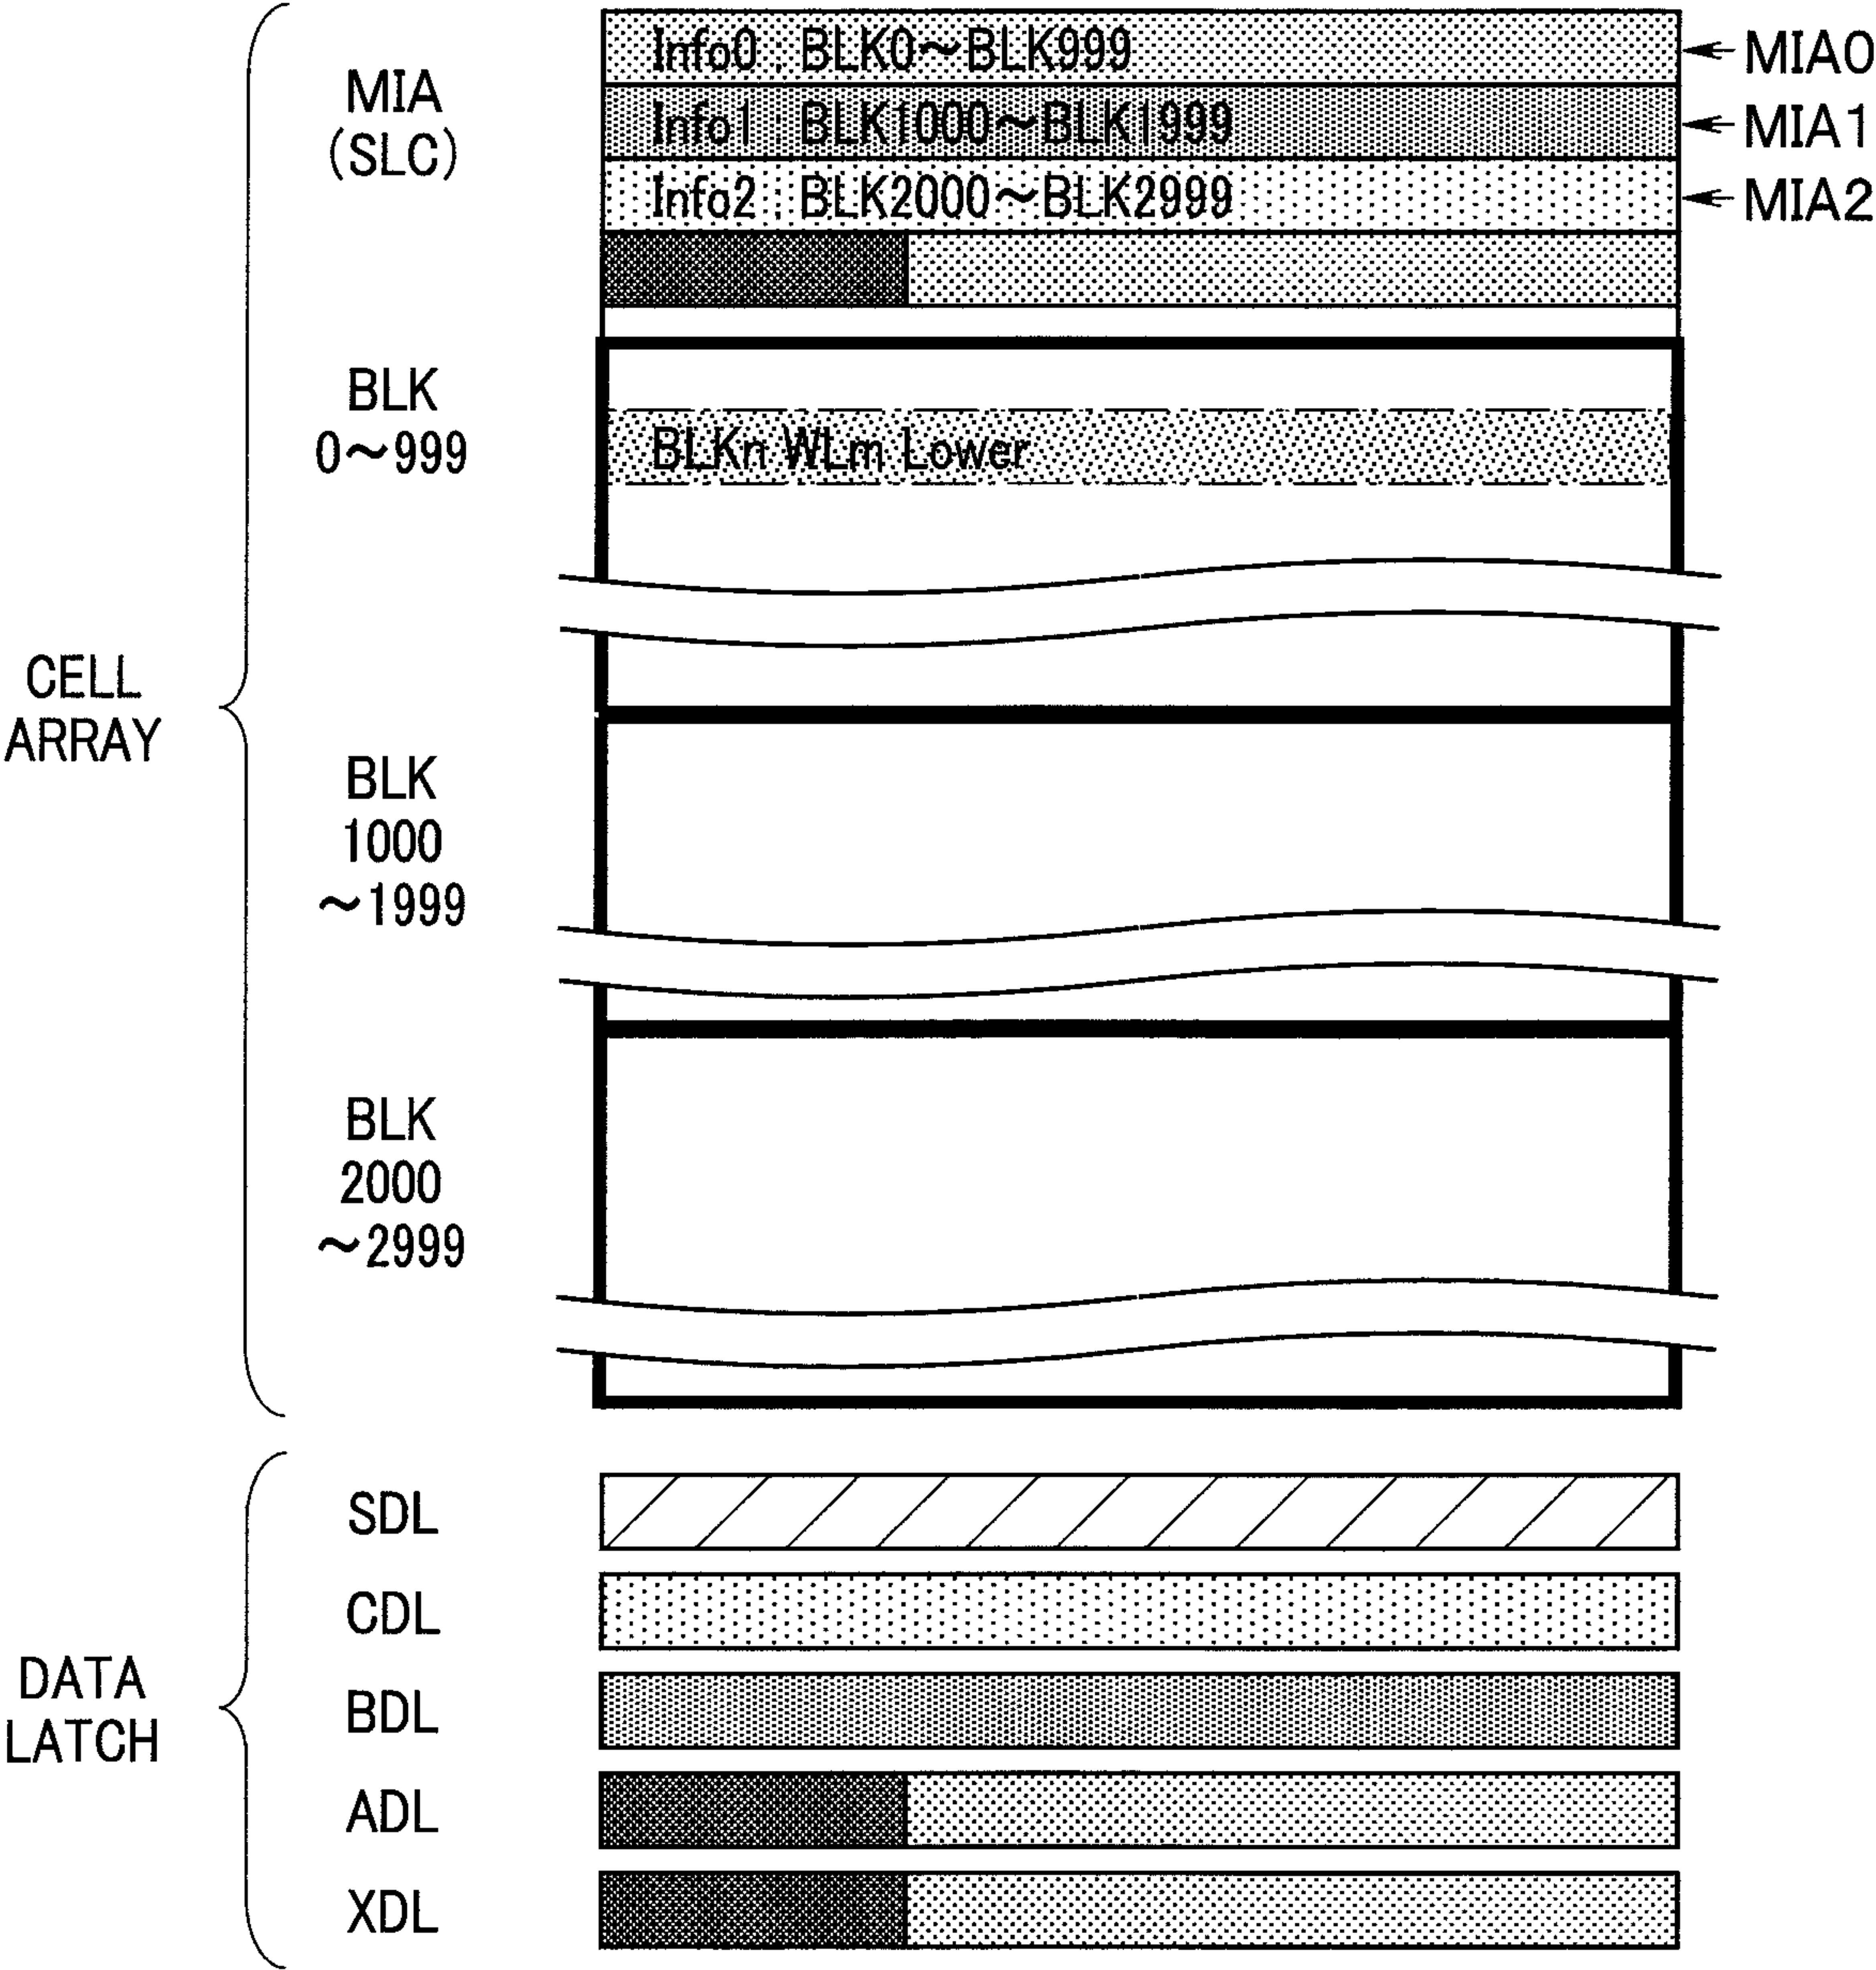 MIA
(SLC)
Info0 : BLK0～BLK999
MIA0
Info1 : BLK1000～BLK1999
MIA1
Info2 : BLK2000～BLK2999
MIA2
BLK
0～999
BLKn WLm Lower
CELL
ARRAY
BLK
1000
～1999
BLK
2000
～2999
DATA
LATCH
SDL
CDL
BDL
ADL
XDL